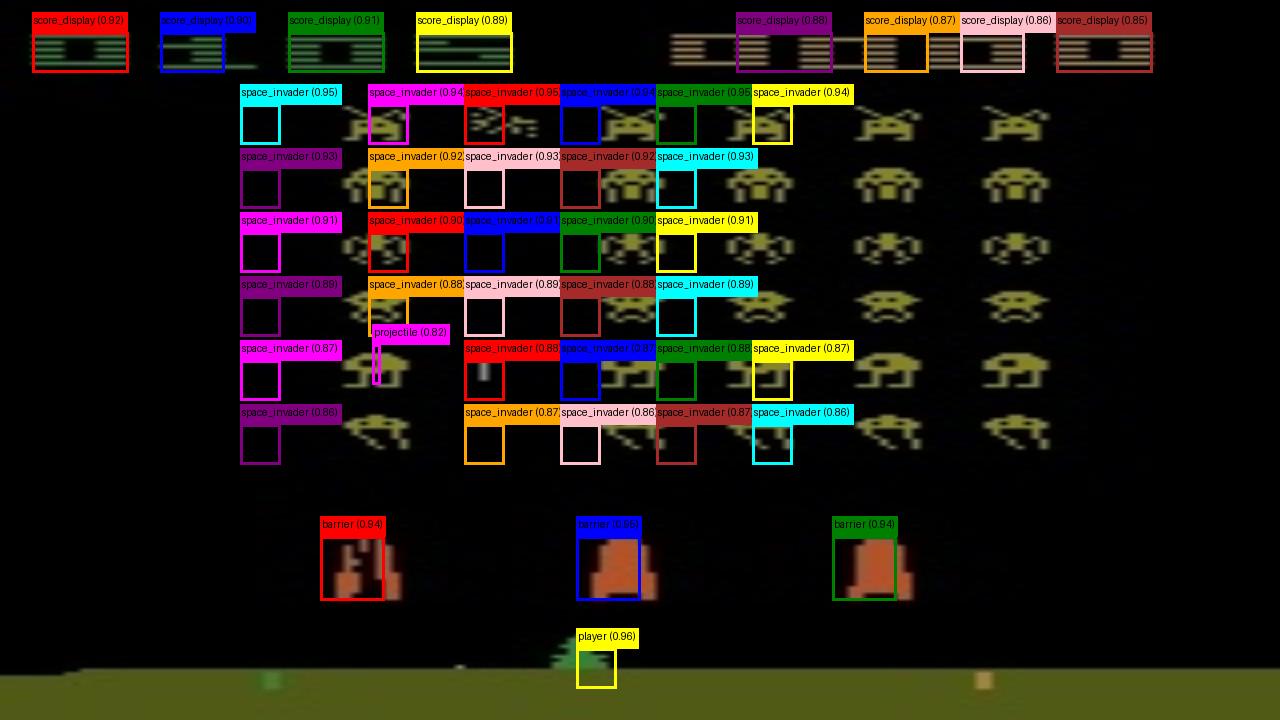 score_display (0.92) score_display (0.90) score_display (0.91) score_display (0.89) score_display (0.88) score_display (0.87) score_display (0.86) score_display (0.85)
space_invader (0.95) space_invader (0.94 space_invader (0.95 space_invader (0.94 space_invader (0.95 space_invader (0.94)
space_invader (0.93) space_invader (0.92 space_invader (0.93 space_invader (0.92 space_invader (0.93)
space_invader (0.91) space_invader (0.90 space_invader (0.91 space_invader (0.90 space_invader (0.91)
space_invader (0.89) space_invader (0.88 space_invader (0.89 space_invader (0.88 space_invader (0.89)
projectile (0.82)
space_invader (0.87) space_invader (0.88 space_invader (0.87 space_invader (0.88 space_invader (0.87)
space_invader (0.86) space_invader (0.87 space_invader (0.86 space_invader (0.87 space_invader (0.86)
barrier (0.94) barrier (0.95) barrier (0.94)
player (0.96)